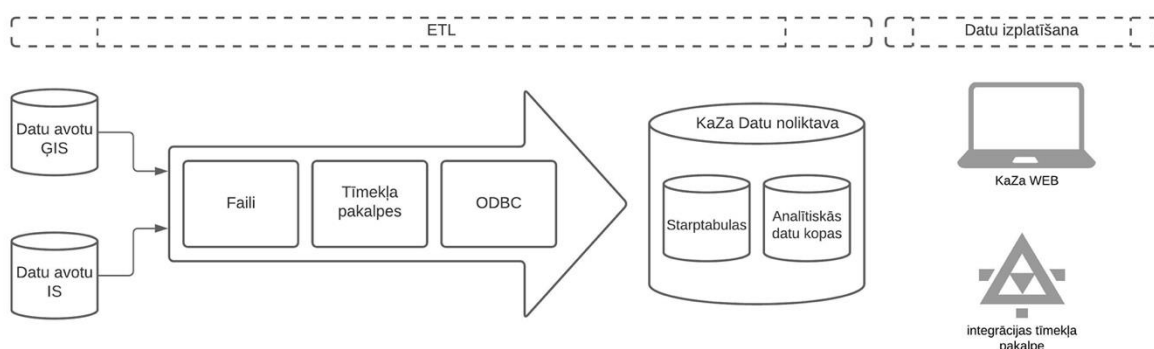 ETL
Datu izplatīšana
Datu avotu
ĢIS
Datu avotu
IS
Faili
Tīmekļa
pakalpes
ODBC
KaZa Datu noliktava
Starptabulas
Analītiskās
datu kopas
KaZa WEB
integrācijas tīmekļa
pakalpe